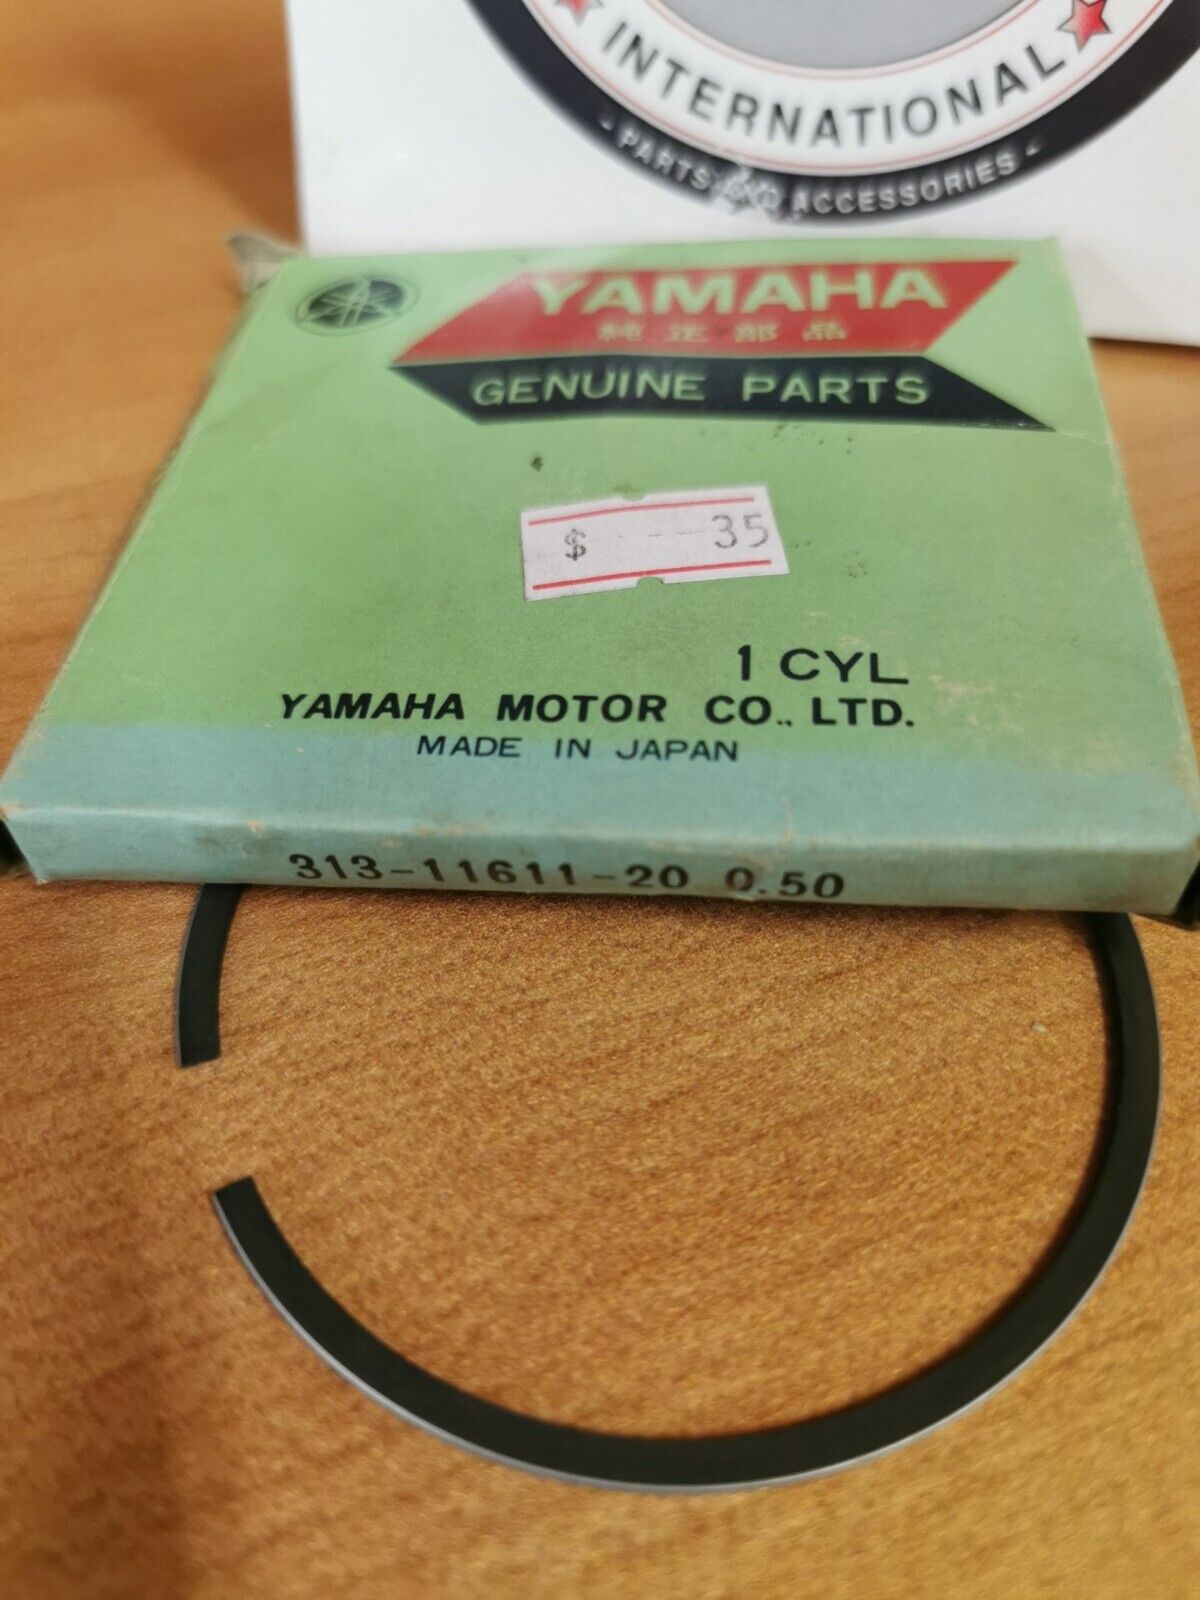 INTERNATIONAL
- PARTS AND ACCESSORIES -
YAMAHA
純正部品
GENUINE PARTS
$ --- 35
1 CYL
YAMAHA MOTOR CO., LTD.
MADE IN JAPAN
313-11611-20 0.50